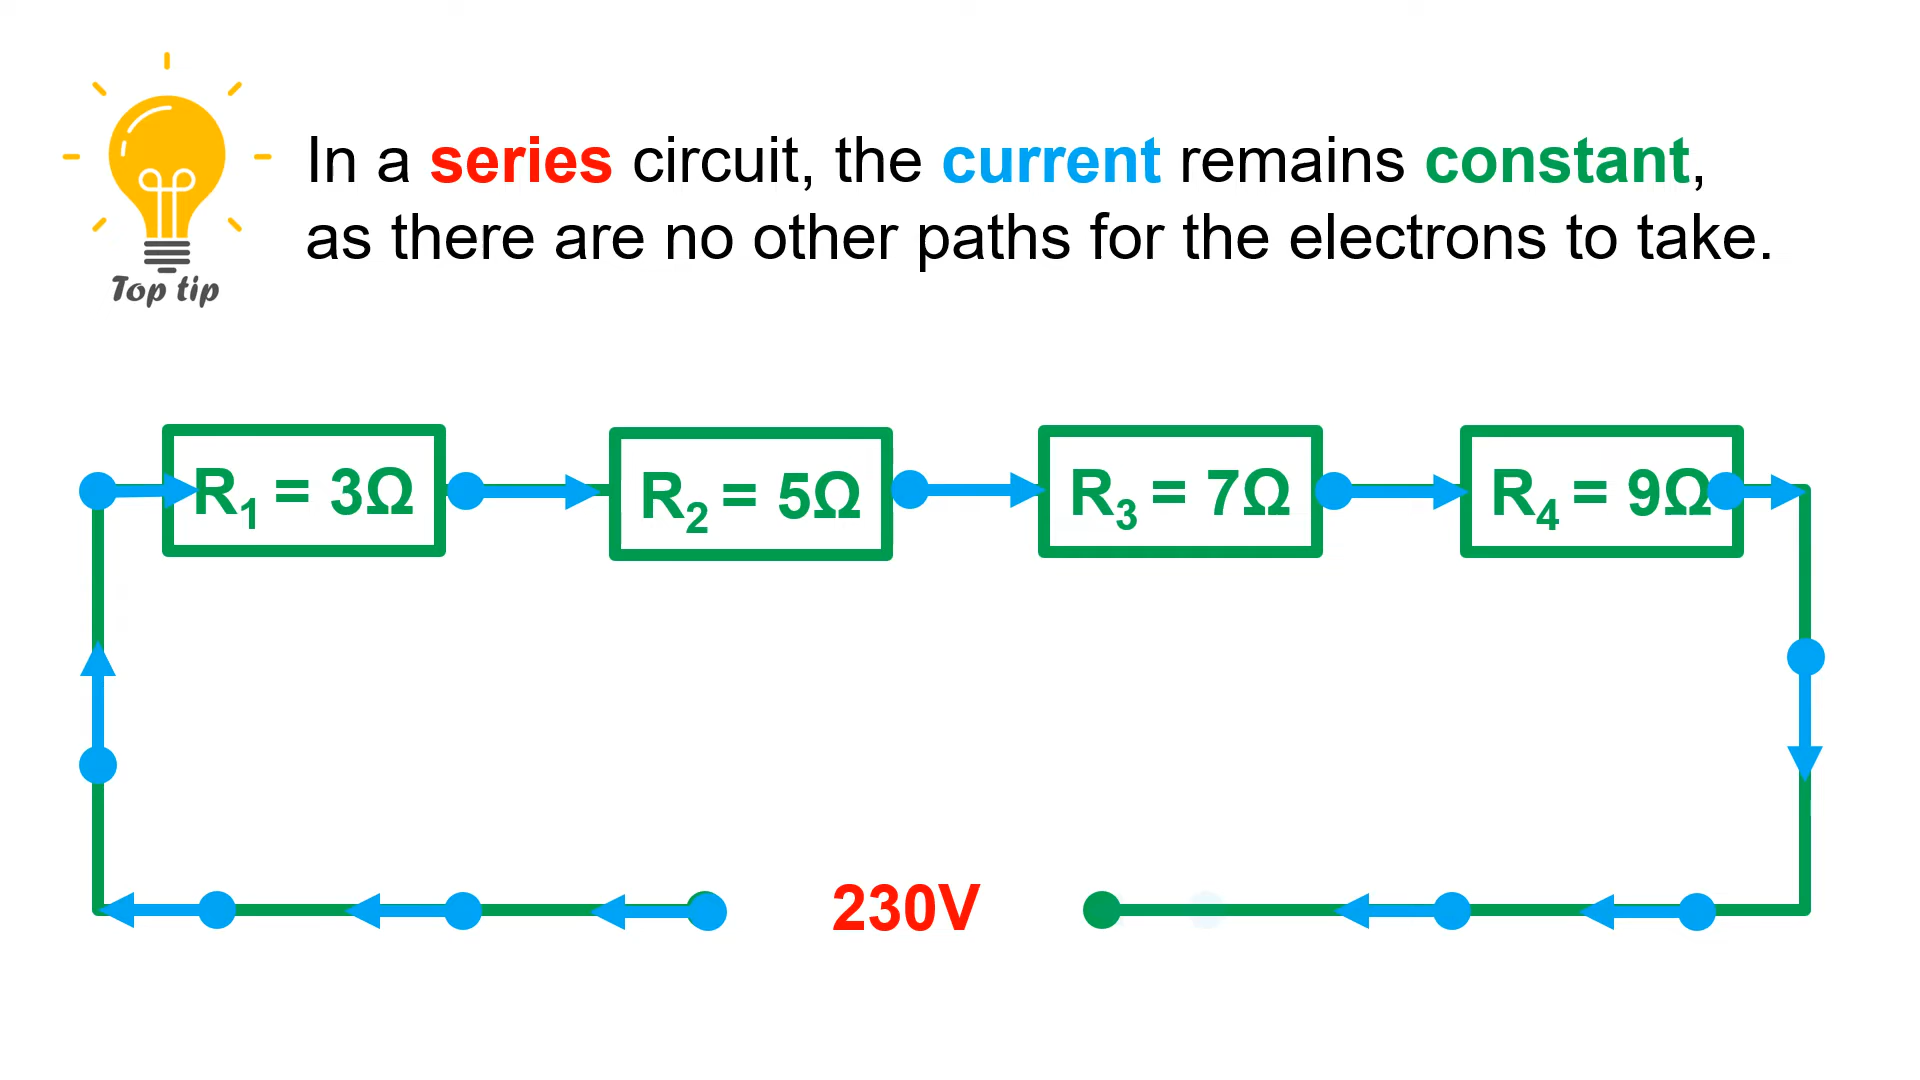 In a series circuit, the current remains constant,
as there are no other paths for the electrons to take.
Top tip
R₁ = 3Ω
R₂ = 5Ω
R₃ = 7Ω
R₄ = 9Ω
230V